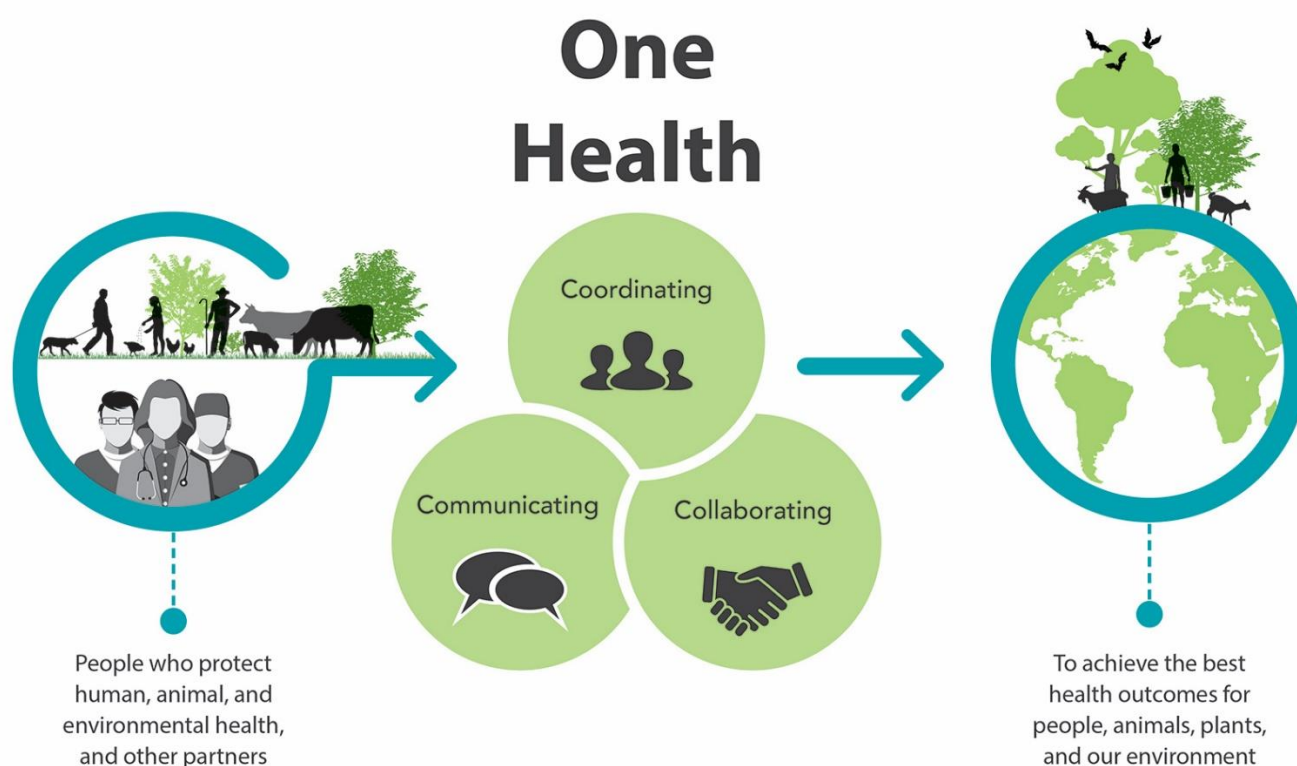 One
Health
Coordinating
Communicating
Collaborating
People who protect
human, animal, and
environmental health,
and other partners
To achieve the best
health outcomes for
people, animals, plants,
and our environment